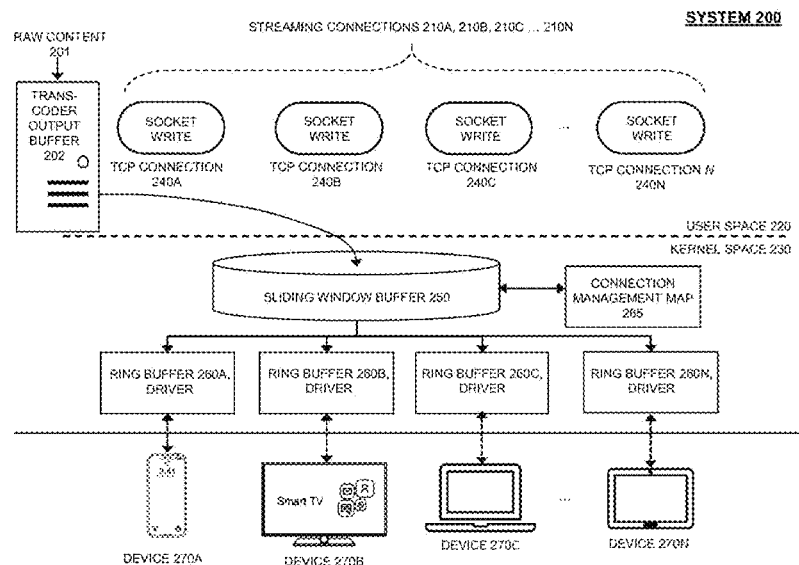 SYSTEM 200
STREAMING CONNECTIONS 210A, 210B, 210C ... 210N
RAW CONTENT
201
TRANS-
CODER
OUTPUT
BUFFER
202
SOCKET
WRITE
SOCKET
WRITE
SOCKET
WRITE
...
SOCKET
WRITE
TCP CONNECTION
240A
TCP CONNECTION
240B
TCP CONNECTION
240C
TCP CONNECTION N
240N
USER SPACE 220
KERNEL SPACE 230
SLIDING WINDOW BUFFER 250
CONNECTION
MANAGEMENT MAP
265
RING BUFFER 260A,
DRIVER
RING BUFFER 260B,
DRIVER
RING BUFFER 260C,
DRIVER
RING BUFFER 260N,
DRIVER
Smart TV
...
DEVICE 270A
DEVICE 270B
DEVICE 270C
DEVICE 270N